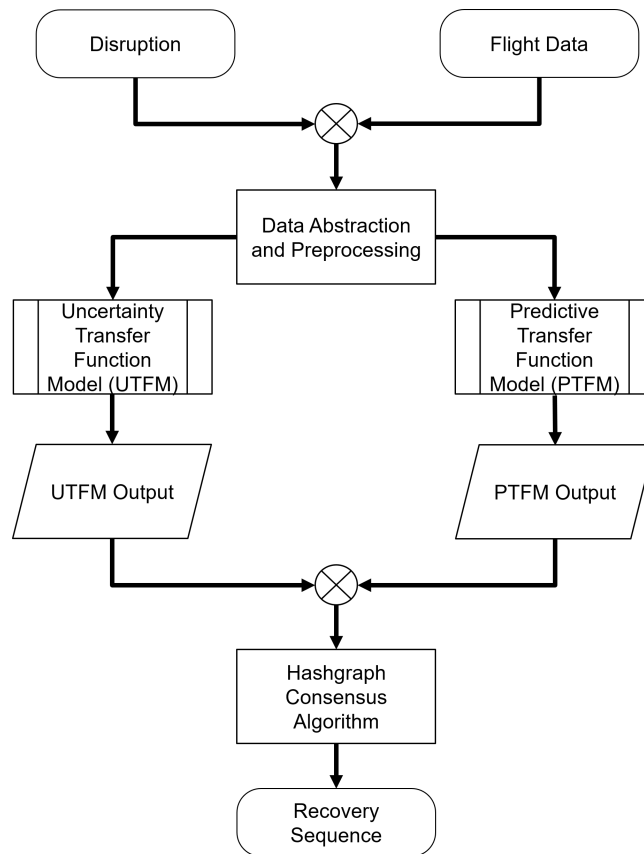 Disruption
Flight Data
Data Abstraction
and Preprocessing
Uncertainty
Transfer
Function
Model (UTFM)
Predictive
Transfer
Function
Model (PTFM)
UTFM Output
PTFM Output
Hashgraph
Consensus
Algorithm
Recovery
Sequence